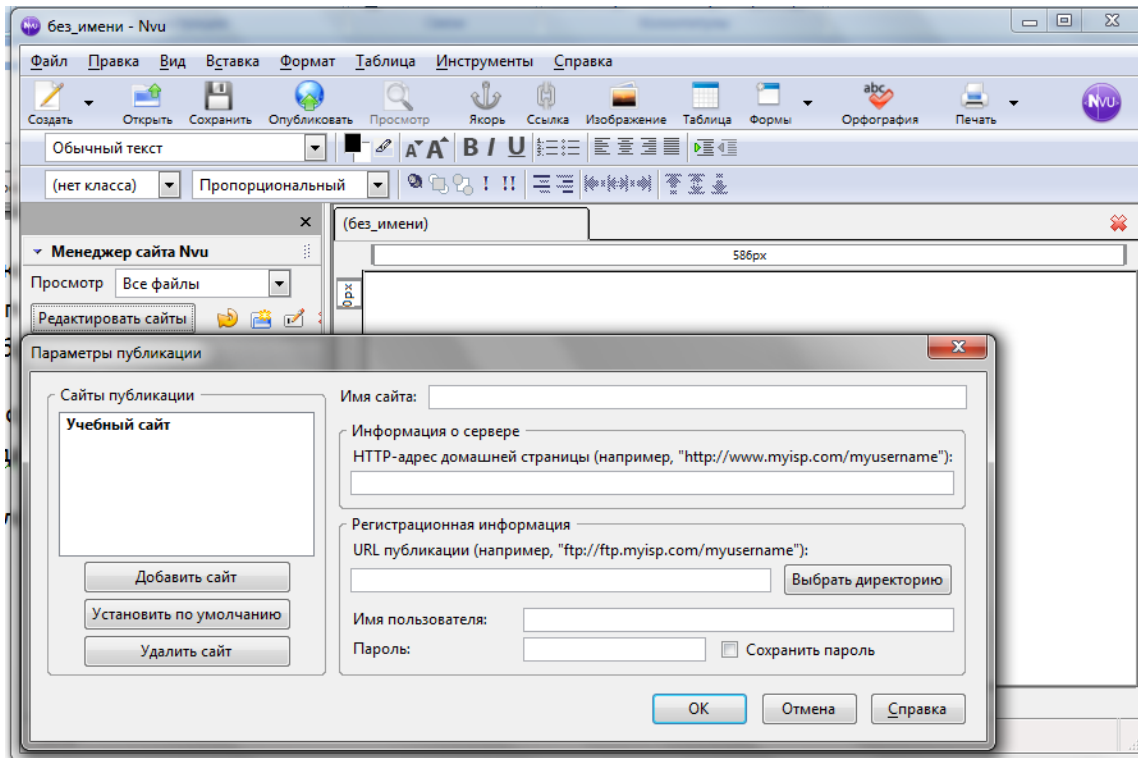 без_имени - Nvu
Файл Правка Вид Вставка Формат Таблица Инструменты Справка
Создать Открыть Сохранить Опубликовать Просмотр Якорь Ссылка Изображение Таблица Формы Орфография Печать
Обычный текст
(нет класса) Пропорциональный
(без_имени)
Менеджер сайта Nvu
586px
Просмотр Все файлы
0px
Редактировать сайты
Параметры публикации
Сайты публикации
Учебный сайт
Добавить сайт
Установить по умолчанию
Удалить сайт
Имя сайта:
Информация о сервере
HTTP-адрес домашней страницы (например, "http://www.myisp.com/myusername"):
Регистрационная информация
URL публикации (например, "ftp://ftp.myisp.com/myusername"):
Выбрать директорию
Имя пользователя:
Пароль: Сохранить пароль
OK Отмена Справка